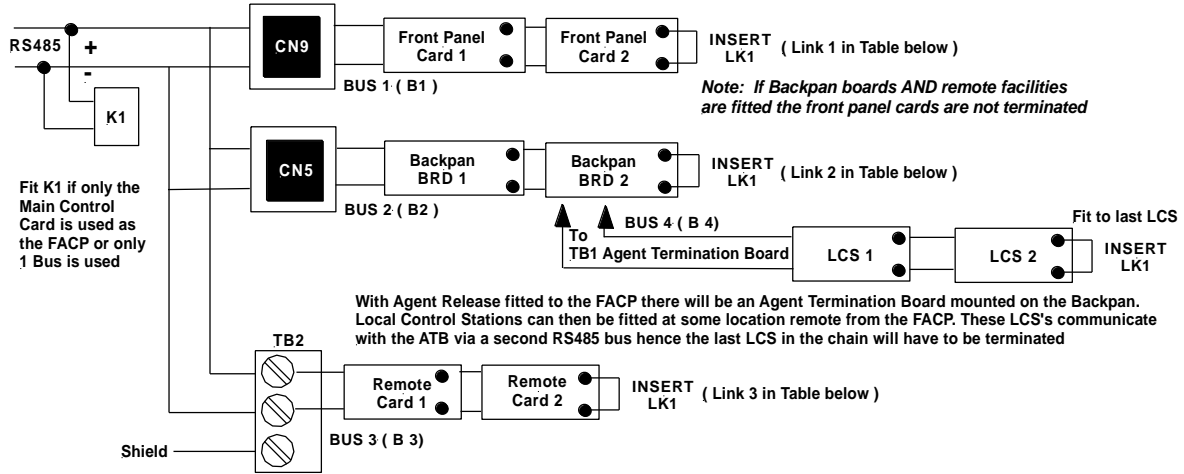 RS485
+
-
K1
CN9
Front Panel
Card 1
Front Panel
Card 2
INSERT
LK1
( Link 1 in Table below )
BUS 1 ( B1 )
Note: If Backpan boards AND remote facilities
are fitted the front panel cards are not terminated
Fit K1 if only the
Main Control
Card is used as
the FACP or only
1 Bus is used
CN5
Backpan
BRD 1
Backpan
BRD 2
INSERT
LK1
( Link 2 in Table below )
BUS 2 ( B2 )
BUS 4 ( B 4)
To
TB1 Agent Termination Board
LCS 1
LCS 2
Fit to last LCS
INSERT
LK1
With Agent Release fitted to the FACP there will be an Agent Termination Board mounted on the Backpan.
Local Control Stations can then be fitted at some location remote from the FACP. These LCS's communicate
with the ATB via a second RS485 bus hence the last LCS in the chain will have to be terminated
TB2
Remote
Card 1
Remote
Card 2
INSERT
LK1
( Link 3 in Table below )
BUS 3 ( B 3)
Shield